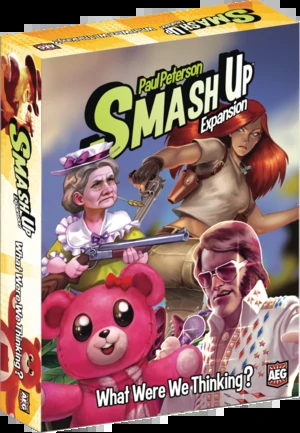 Paul Peterson
SMASH UP
Expansion
What Were We Thinking?
AEG
SMASH UP
What Were We Thinking?
AEG